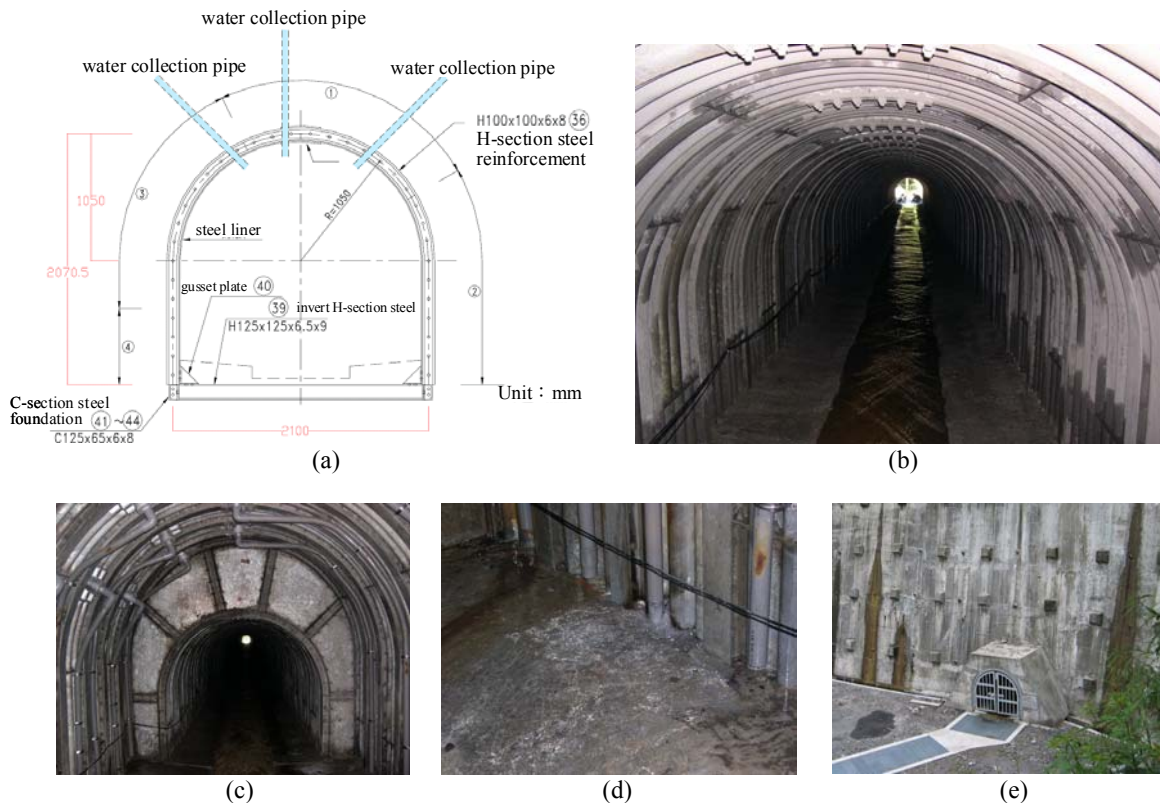 water collection pipe
water collection pipe
water collection pipe
①
H100x100x6x8 ㊱
H-section steel
reinforcement
1050
③
R=1050
steel liner
2070.5
gusset plate ㊵
②
㊴ invert H-section steel
H125x125x6.5x9
④
Unit：mm
C-section steel
foundation ㊶ ~ ㊹
C125x65x6x8
2100
(a)
(b)
(c)
(d)
(e)